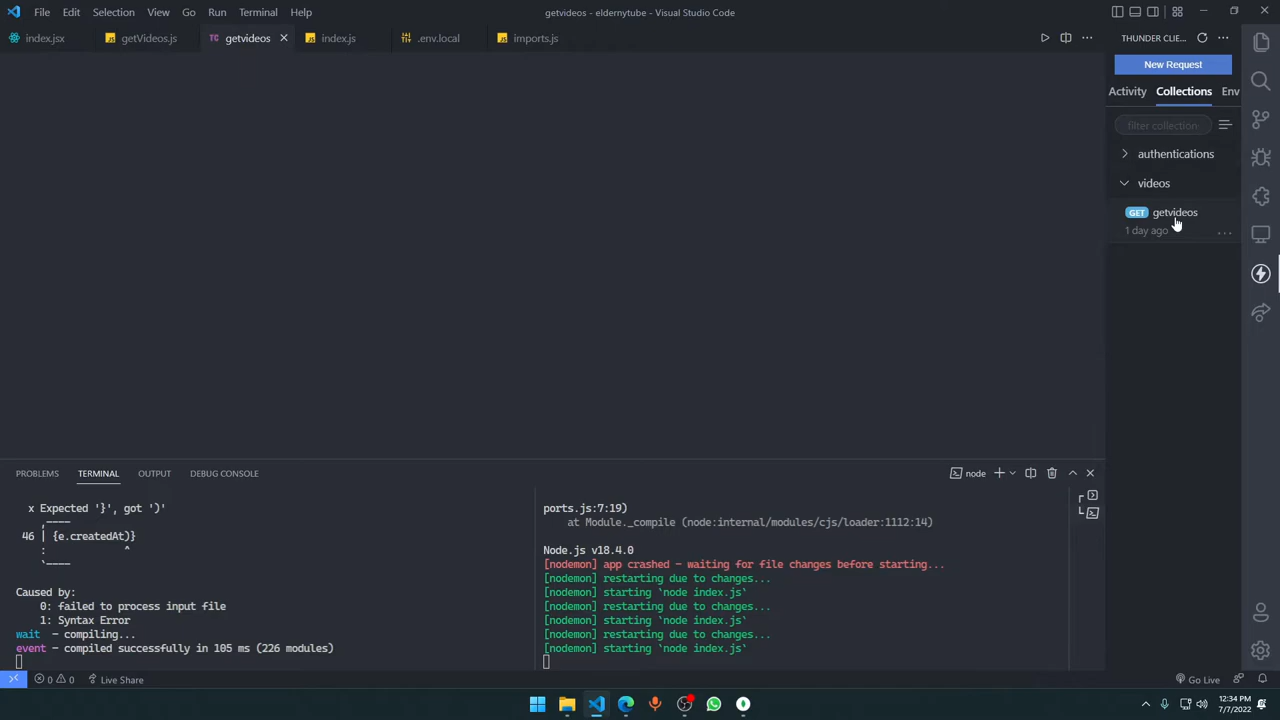 File Edit Selection View Go Run Terminal Help
getvideos - eldernytube - Visual Studio Code
index.jsx
JS getVideos.js
TC getvideos
JS index.js
.env.local
JS imports.js
THUNDER CLIE...
New Request
Activity Collections Env
filter collection
authentications
videos
GET getvideos
1 day ago
PROBLEMS TERMINAL OUTPUT DEBUG CONSOLE
node
x Expected '}', got ')'
,----
46 | {e.createdAt)}
: ^
`----
Caused by:
0: failed to process input file
1: Syntax Error
wait - compiling...
event - compiled successfully in 105 ms (226 modules)
ports.js:7:19)
at Module._compile (node:internal/modules/cjs/loader:1112:14)
Node.js v18.4.0
[nodemon] app crashed - waiting for file changes before starting...
[nodemon] restarting due to changes...
[nodemon] starting `node index.js`
[nodemon] restarting due to changes...
[nodemon] starting `node index.js`
[nodemon] restarting due to changes...
[nodemon] starting `node index.js`
0 0 Live Share
Go Live
12:34 PM
7/7/2022